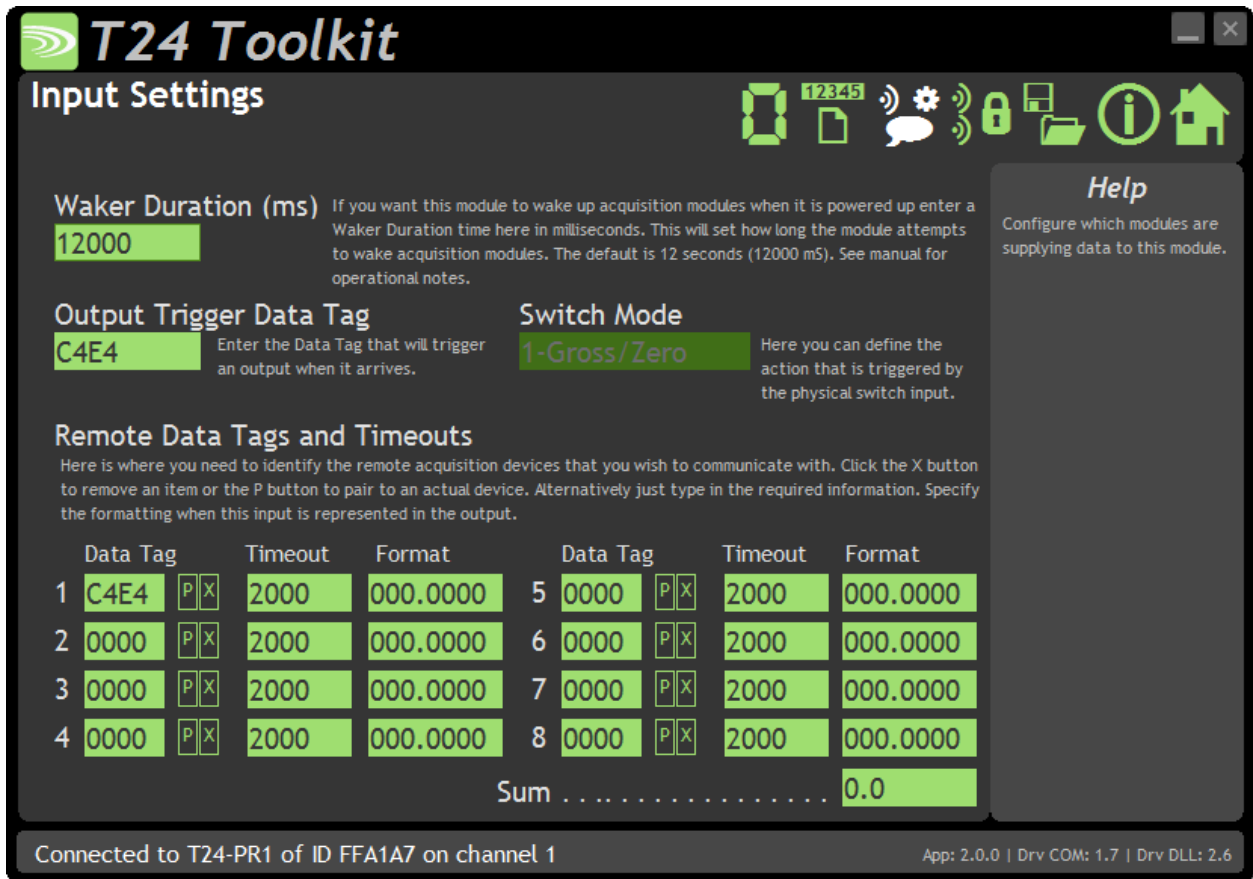 T24 Toolkit
Input Settings
12345
Waker Duration (ms)
12000
If you want this module to wake up acquisition modules when it is powered up enter a
Waker Duration time here in milliseconds. This will set how long the module attempts
to wake acquisition modules. The default is 12 seconds (12000 mS). See manual for
operational notes.
Output Trigger Data Tag
C4E4
Enter the Data Tag that will trigger
an output when it arrives.
Switch Mode
1-Gross/Zero
Here you can define the
action that is triggered by
the physical switch input.
Remote Data Tags and Timeouts
Here is where you need to identify the remote acquisition devices that you wish to communicate with. Click the X button
to remove an item or the P button to pair to an actual device. Alternatively just type in the required information. Specify
the formatting when this input is represented in the output.
Data Tag Timeout Format Data Tag Timeout Format
1 C4E4 P X 2000 000.0000 5 0000 P X 2000 000.0000
2 0000 P X 2000 000.0000 6 0000 P X 2000 000.0000
3 0000 P X 2000 000.0000 7 0000 P X 2000 000.0000
4 0000 P X 2000 000.0000 8 0000 P X 2000 000.0000
Sum . . .. . . . . . . . . . . . . . 0.0
Help
Configure which modules are
supplying data to this module.
Connected to T24-PR1 of ID FFA1A7 on channel 1
App: 2.0.0 | Drv COM: 1.7 | Drv DLL: 2.6